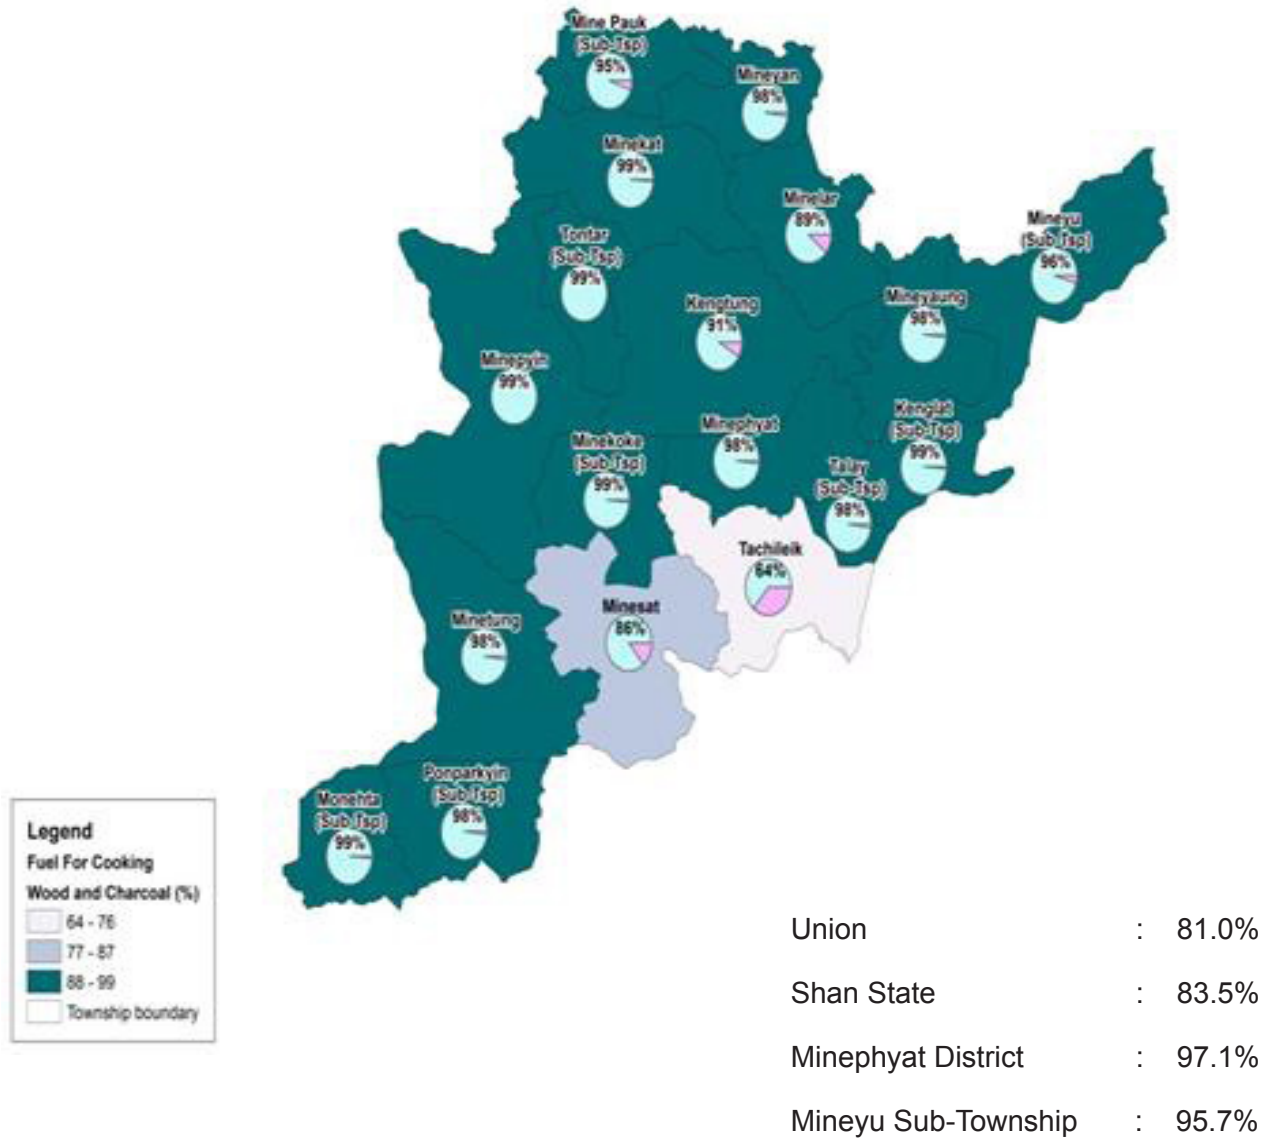 Mine Pauk
(Sub-Tsp)
95%
Mineyan
98%
Minekat
99%
Minelar
89%
Mineyu
(Sub-Tsp)
96%
Tontar
(Sub-Tsp)
99%
Kengtung
91%
Mineyaung
98%
Minepyin
99%
Kenglat
(Sub-Tsp)
99%
Minephyat
98%
Minekoke
(Sub-Tsp)
99%
Talay
(Sub-Tsp)
98%
Tachileik
64%
Minesat
86%
Minetung
98%
Ponparkyin
(Sub-Tsp)
98%
Monehta
(Sub-Tsp)
99%
Legend
Fuel For Cooking
Wood and Charcoal (%)
64 - 76
77 - 87
88 - 99
Township boundary
Union : 81.0%
Shan State : 83.5%
Minephyat District : 97.1%
Mineyu Sub-Township : 95.7%